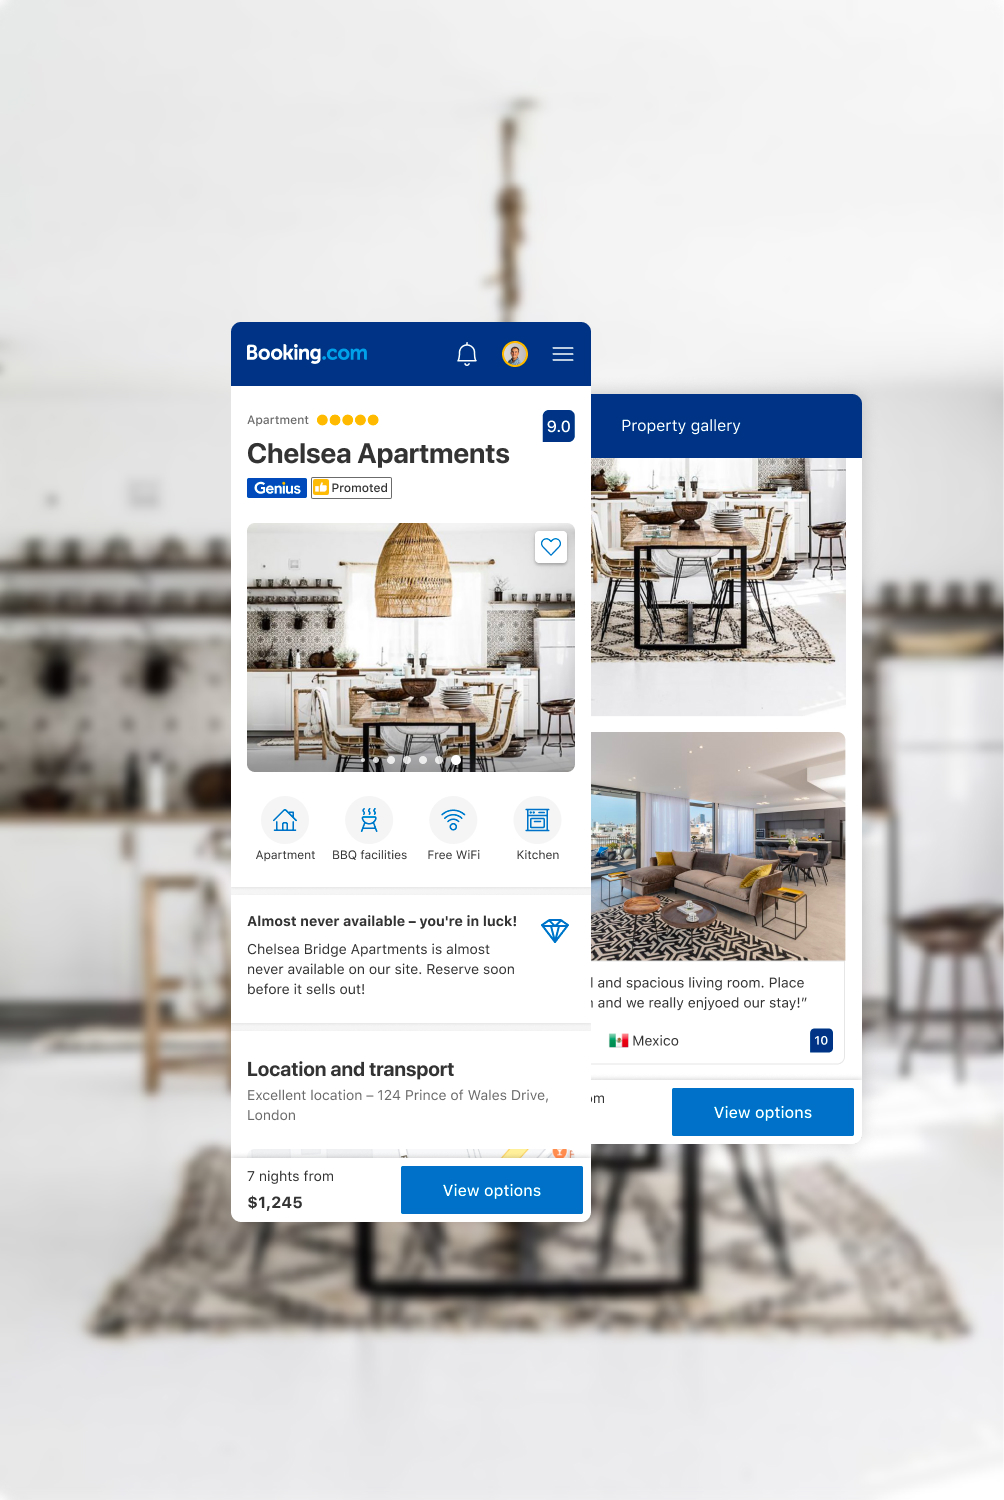 Booking.com
Apartment
9.0
Chelsea Apartments
Genius
Promoted
Apartment
BBQ facilities
Free WiFi
Kitchen
Almost never available – you're in luck!
Chelsea Bridge Apartments is almost
never available on our site. Reserve soon
before it sells out!
Location and transport
Excellent location – 124 Prince of Wales Drive,
London
7 nights from
$1,245
View options
Property gallery
and spacious living room. Place
and we really enjyoed our stay!”
Mexico
10
View options